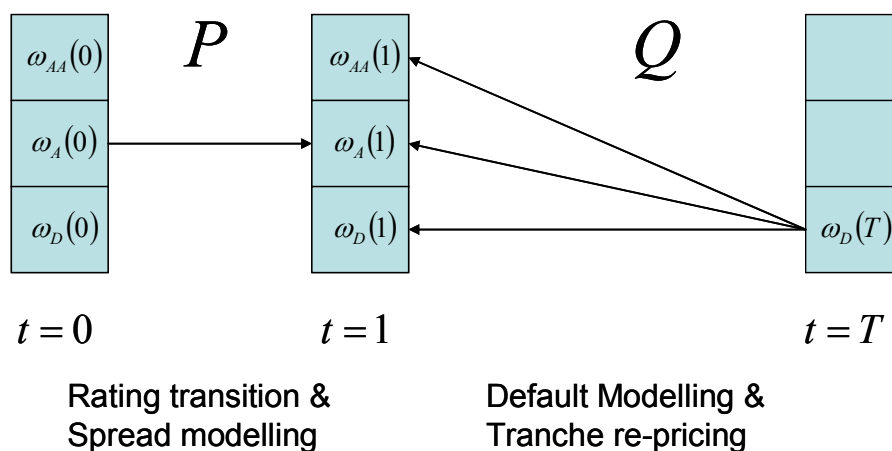 P Q
ω_AA(0) ω_AA(1)
ω_A(0) ω_A(1)
ω_D(0) ω_D(1) ω_D(T)
t = 0 t = 1 t = T
Rating transition & Default Modelling &
Spread modelling Tranche re-pricing